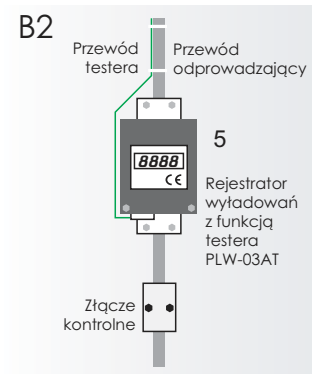 B2
Przewód
testera
Przewód
odprowadzający
8888
CE
5
Rejestrator
wyładowań
z funkcją
testera
PLW-03AT
Złącze
kontrolne